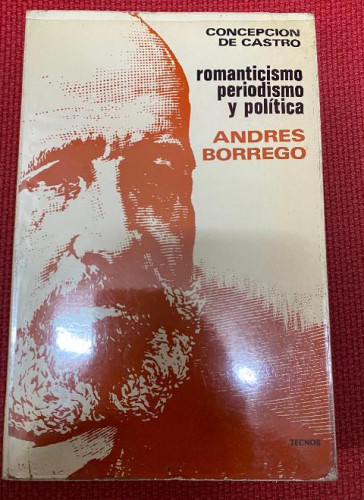 CONCEPCION
DE CASTRO
romanticismo
periodismo
y política
ANDRES
BORREGO
TECNOS